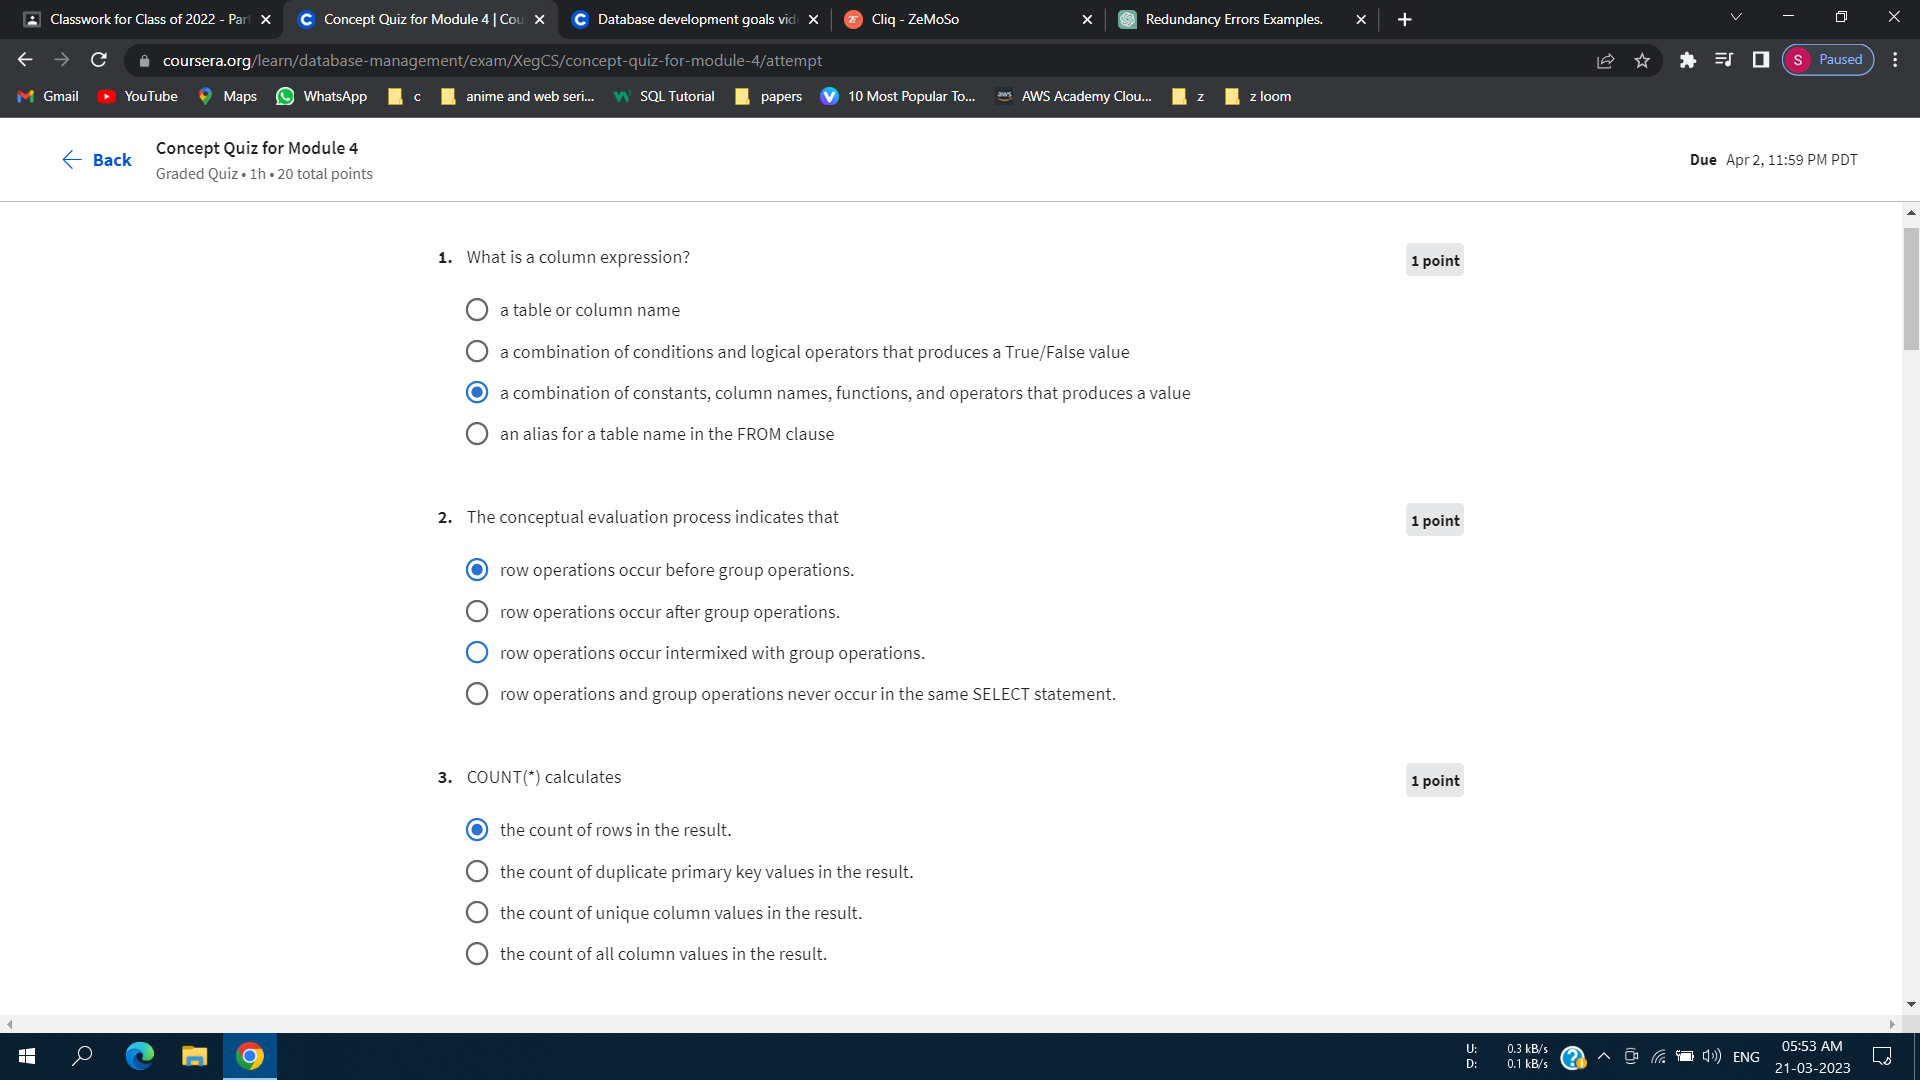 Classwork for Class of 2022 - Par
Concept Quiz for Module 4 | Cou
Database development goals vid
Cliq - ZeMoSo
Redundancy Errors Examples.
coursera.org/learn/database-management/exam/XegCS/concept-quiz-for-module-4/attempt
S Paused
Gmail YouTube Maps WhatsApp c anime and web seri... SQL Tutorial papers 10 Most Popular To... AWS Academy Clou... z z loom
Back
Concept Quiz for Module 4
Graded Quiz • 1h • 20 total points
Due Apr 2, 11:59 PM PDT
1. What is a column expression?
1 point
a table or column name
a combination of conditions and logical operators that produces a True/False value
a combination of constants, column names, functions, and operators that produces a value
an alias for a table name in the FROM clause
2. The conceptual evaluation process indicates that
1 point
row operations occur before group operations.
row operations occur after group operations.
row operations occur intermixed with group operations.
row operations and group operations never occur in the same SELECT statement.
3. COUNT(*) calculates
1 point
the count of rows in the result.
the count of duplicate primary key values in the result.
the count of unique column values in the result.
the count of all column values in the result.
U: 0.3 kB/s
D: 0.1 kB/s
ENG
05:53 AM
21-03-2023